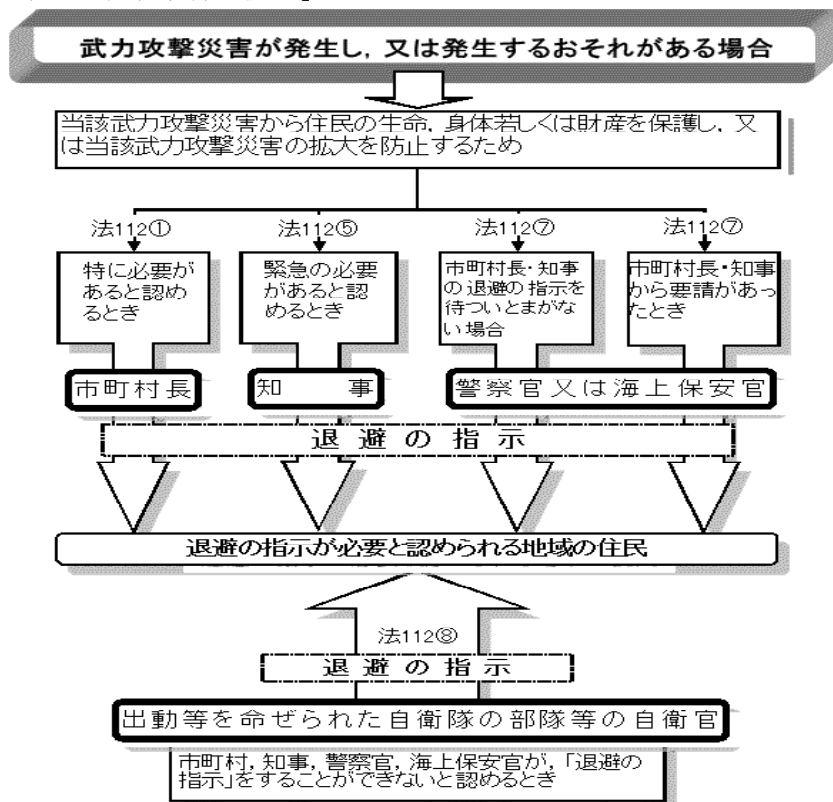 武力攻撃災害が発生し，又は発生するおそれがある場合
当該武力攻撃災害から住民の生命，身体若しくは財産を保護し，又
は当該武力攻撃災害の拡大を防止するため
法112①
法112⑤
法112⑦
法112⑦
特に必要が
あると認め
るとき
緊急の必要
があると認
めるとき
市町村長・知事
の退避の指示を
待ついとまがな
い場合
市町村長・知事
から要請があっ
たとき
市町村長
知　事
警察官又は海上保安官
退避の指示
退避の指示が必要と認められる地域の住民
法112⑧
退避の指示
出動等を命ぜられた自衛隊の部隊等の自衛官
市町村，知事，警察官，海上保安官が，「退避の
指示」をすることができないと認めるとき